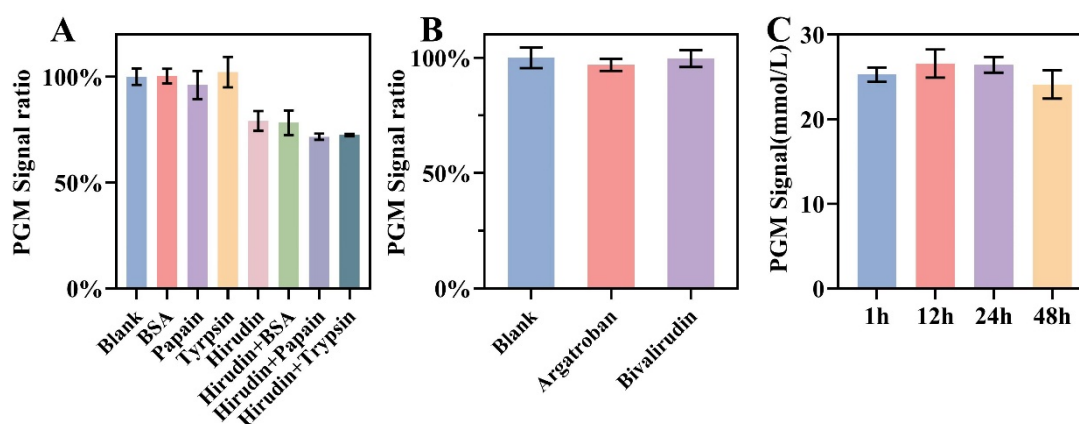 A
PGM Signal ratio
100%
50%
0%
Blank
BSA
Papain
Tyrpsin
Hirudin
Hirudin+BSA
Hirudin+Papain
Hirudin+Trypsin
B
PGM Signal ratio
100%
50%
0%
Blank
Argatroban
Bivalirudin
C
PGM Signal(mmol/L)
30
20
10
0
1h
12h
24h
48h